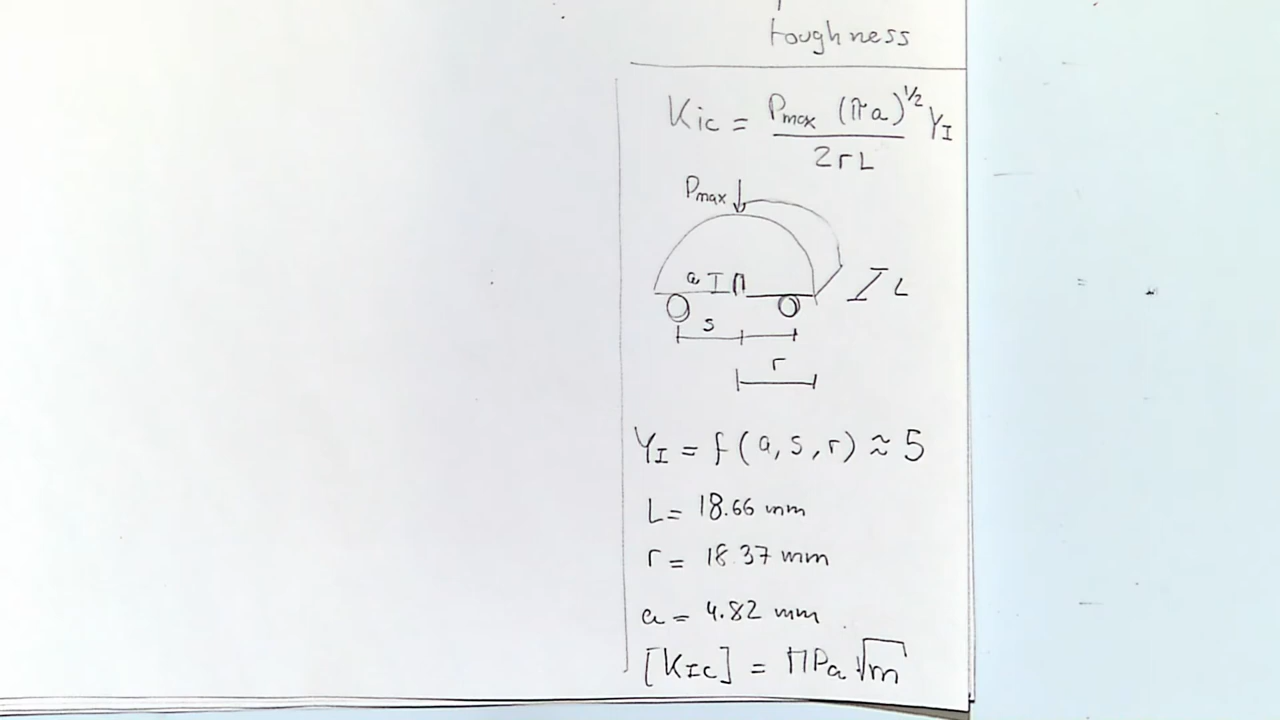 toughness
KIC = Pmax (πa)^1/2 / 2rL YI
Pmax
a
L
s
r
YI = f(a,s,r) ≈ 5
L = 18.66 mm
r = 18.37 mm
a = 4.82 mm
[KIC] = MPa √m